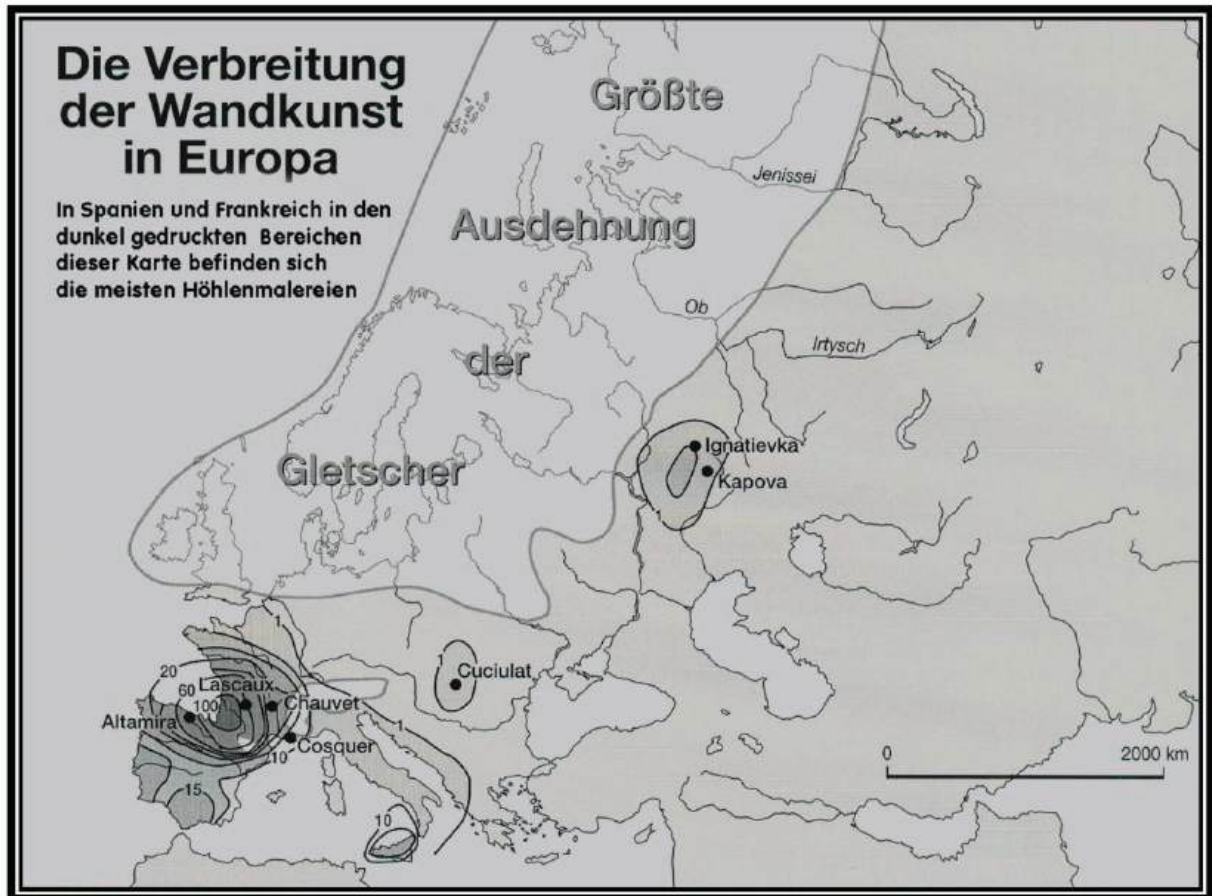 Die Verbreitung
der Wandkunst
in Europa
In Spanien und Frankreich in den
dunkel gedruckten Bereichen
dieser Karte befinden sich
die meisten Höhlenmalereien
Größte
Jenissei
Ausdehnung
Ob
Irtysch
der
Gletscher
Ignatievka
Kapova
1
1
1
Cuciulat
20
60
Lascaux
100
Chauvet
Altamira
1
Cosquer
10
15
10
0 2000 km